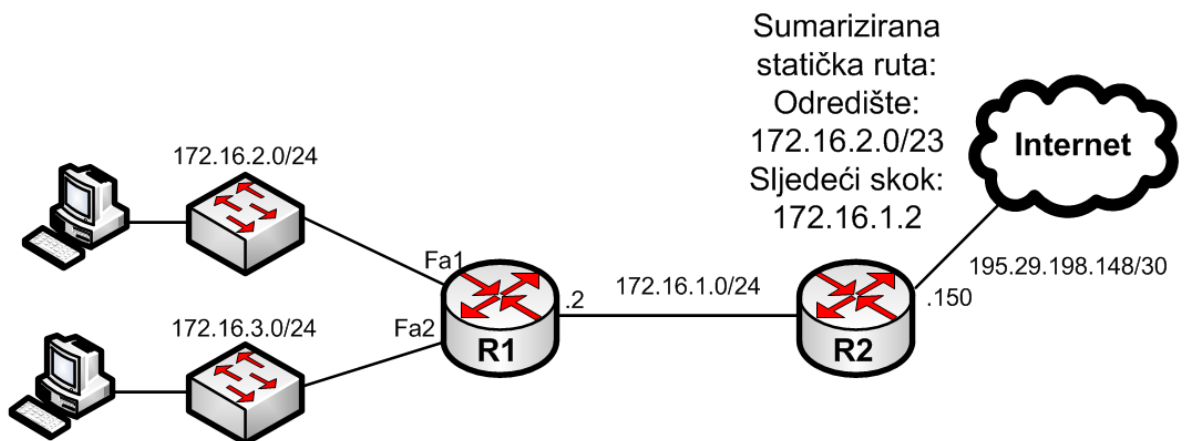 Sumarizirana
statička ruta:
Odredište:
172.16.2.0/23
Sljedeći skok:
172.16.1.2
Internet
172.16.2.0/24
Fa1
172.16.1.0/24
195.29.198.148/30
.2
.150
172.16.3.0/24
Fa2
R1
R2